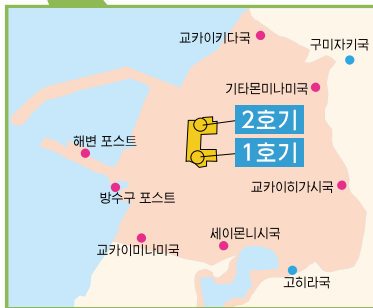 교카이키다국
구미자키국
기타몬미나미국
2호기
해변 포스트
1호기
교카이히가시국
방수구 포스트
세이몬니시국
교카이미나미국
고히라국